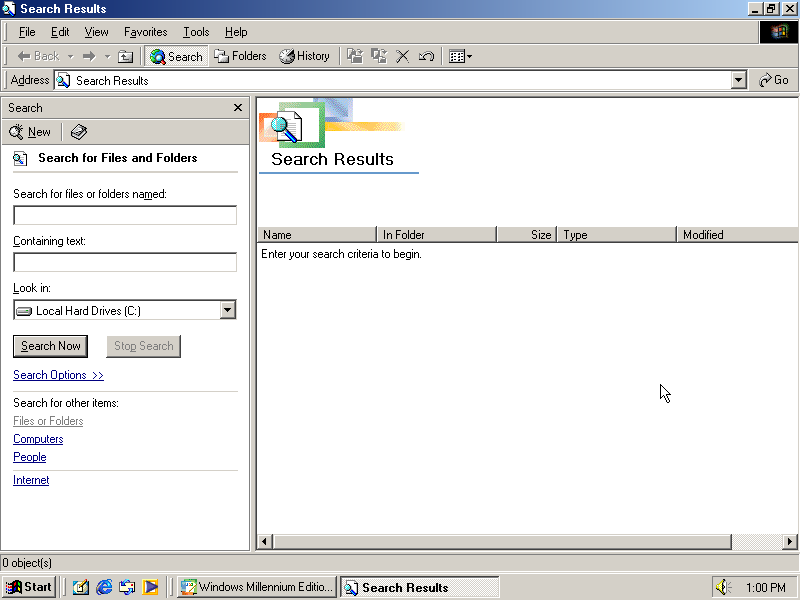 Search Results
File Edit View Favorites Tools Help
Back Search Folders History
Address Search Results Go
Search
New
Search for Files and Folders
Search for files or folders named:
Containing text:
Look in:
Local Hard Drives (C:)
Search Now Stop Search
Search Options >>
Search for other items:
Files or Folders
Computers
People
Internet
Search Results
Name In Folder Size Type Modified
Enter your search criteria to begin.
0 object(s)
Start Windows Millennium Editio... Search Results 1:00 PM